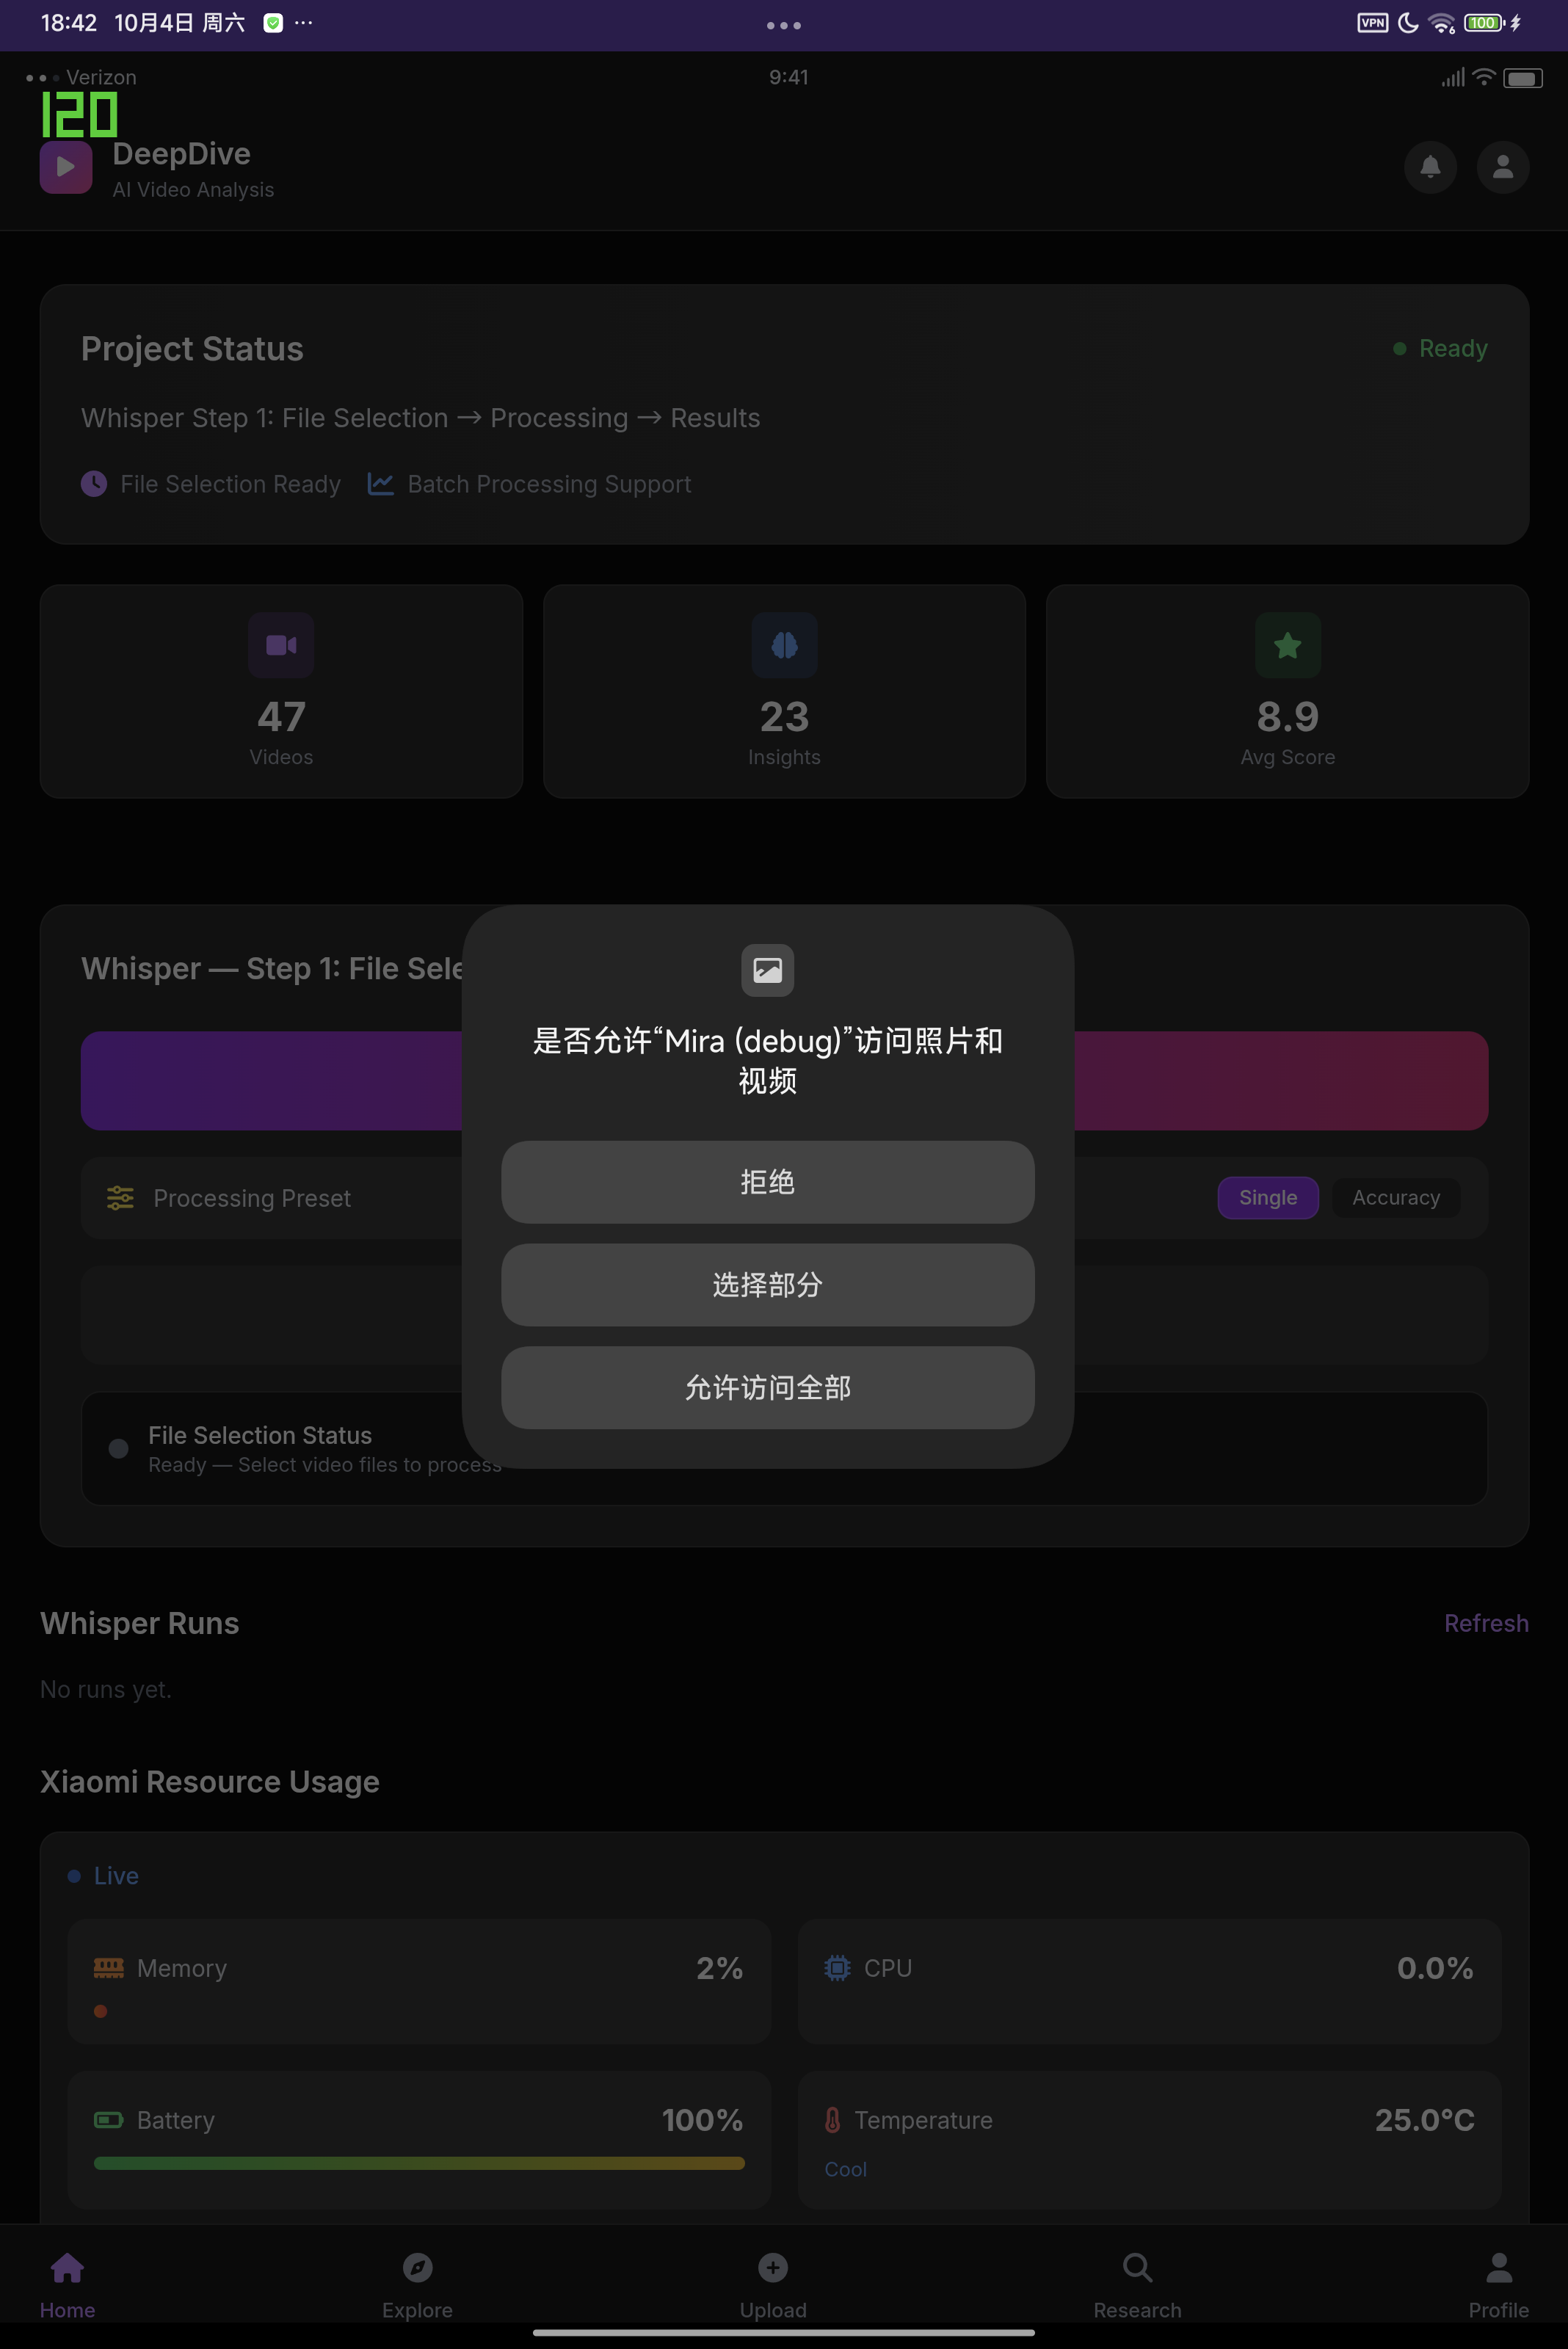 18:42 10月4日 周六 ···
VPN 6 100
Verizon 9:41
120
DeepDive
AI Video Analysis
Project Status Ready
Whisper Step 1: File Selection → Processing → Results
File Selection Ready Batch Processing Support
47 23 8.9
Videos Insights Avg Score
Whisper — Step 1: File Sele
是否允许“Mira (debug)”访问照片和
视频
拒绝
Processing Preset Single Accuracy
选择部分
允许访问全部
File Selection Status
Ready — Select video files to process
Whisper Runs Refresh
No runs yet.
Xiaomi Resource Usage
Live
Memory 2% CPU 0.0%
Battery 100% Temperature 25.0°C
Cool
Home Explore Upload Research Profile